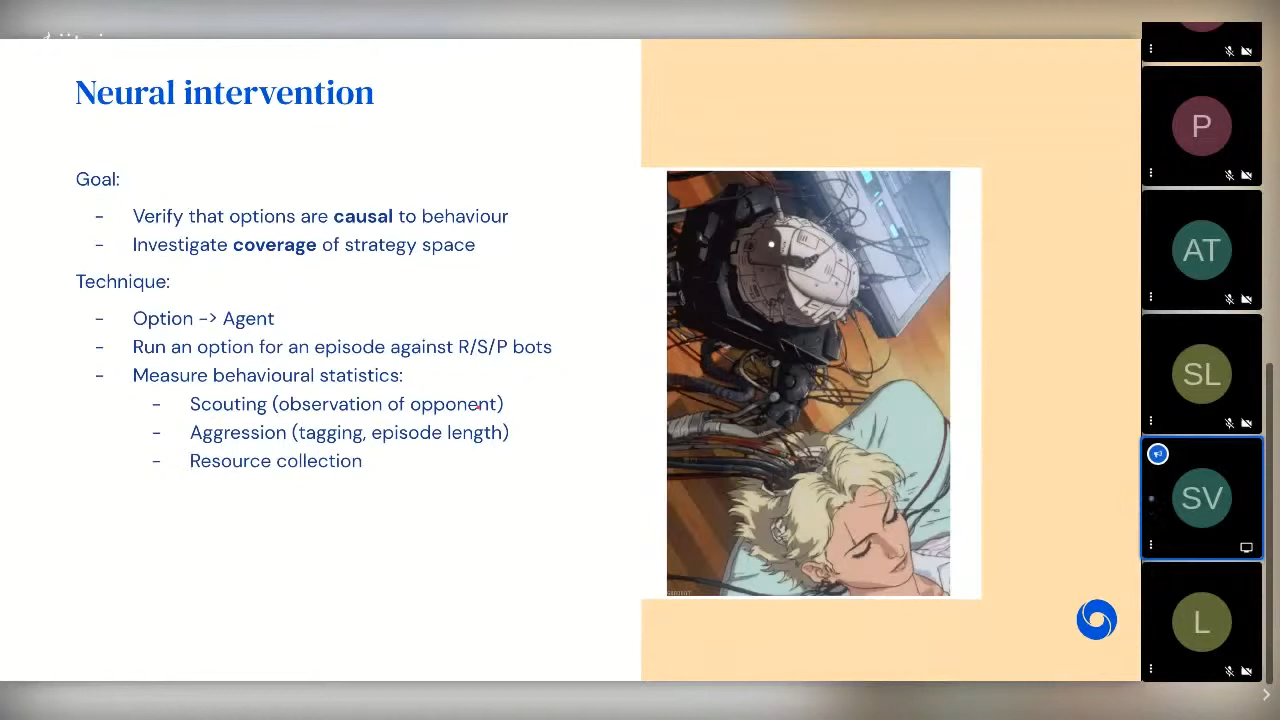 Neural intervention
Goal:
- Verify that options are causal to behaviour
- Investigate coverage of strategy space
Technique:
- Option -> Agent
- Run an option for an episode against R/S/P bots
- Measure behavioural statistics:
- Scouting (observation of opponent)
- Aggression (tagging, episode length)
- Resource collection
P
AT
SL
SV
L